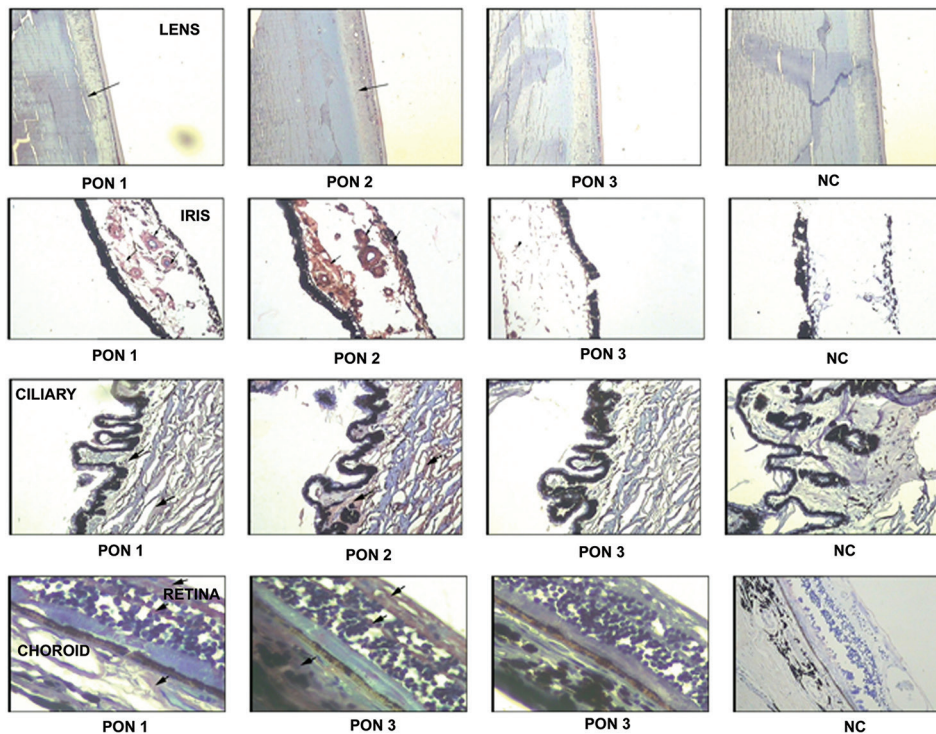 LENS
PON 1 PON 2 PON 3 NC
IRIS
PON 1 PON 2 PON 3 NC
CILIARY
PON 1 PON 2 PON 3 NC
RETINA
CHOROID
PON 1 PON 3 PON 3 NC